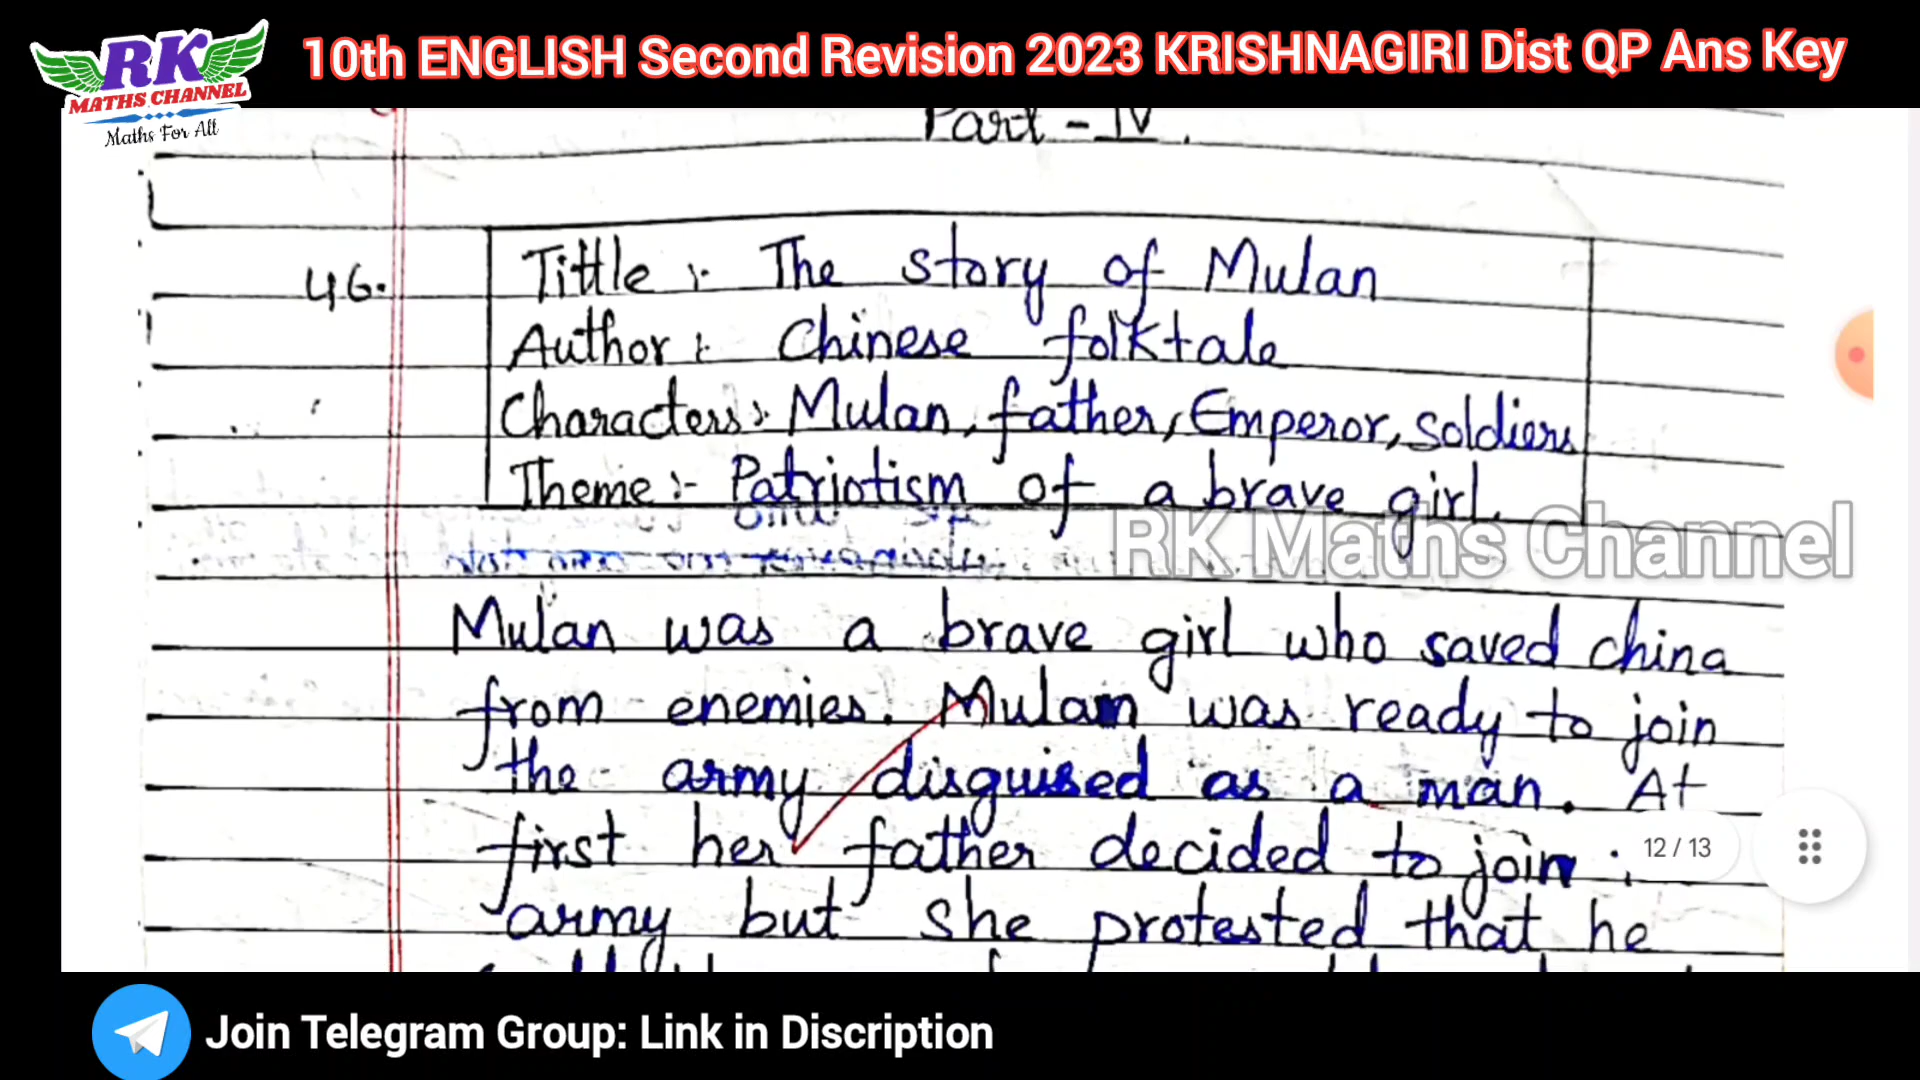 RK
MATHS CHANNEL
Maths For All
10th ENGLISH Second Revision 2023 KRISHNAGIRI Dist QP Ans Key
Part - IV.
46.
Tittle :- The story of Mulan
Author :- Chinese folktale
Characters :- Mulan, father, Emperor, soldiers
Theme :- Patriotism of a brave girl.
RK Maths Channel
Mulan was a brave girl who saved china
from enemies. Mulan was ready to join
the army disguised as a man. At
first her father decided to join
army but she protested that he
12 / 13
Join Telegram Group: Link in Discription